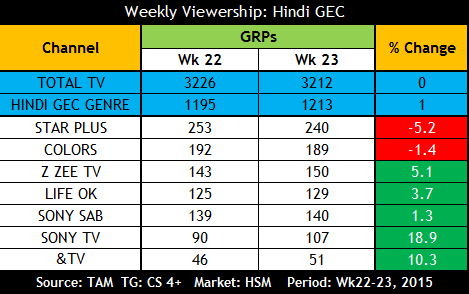 Weekly Viewership: Hindi GEC
Channel GRPs % Change
Wk 22 Wk 23
TOTAL TV 3226 3212 0
HINDI GEC GENRE 1195 1213 1
STAR PLUS 253 240 -5.2
COLORS 192 189 -1.4
Z ZEE TV 143 150 5.1
LIFE OK 125 129 3.7
SONY SAB 139 140 1.3
SONY TV 90 107 18.9
&TV 46 51 10.3
Source: TAM TG: CS 4+ Market: HSM Period: Wk22-23, 2015